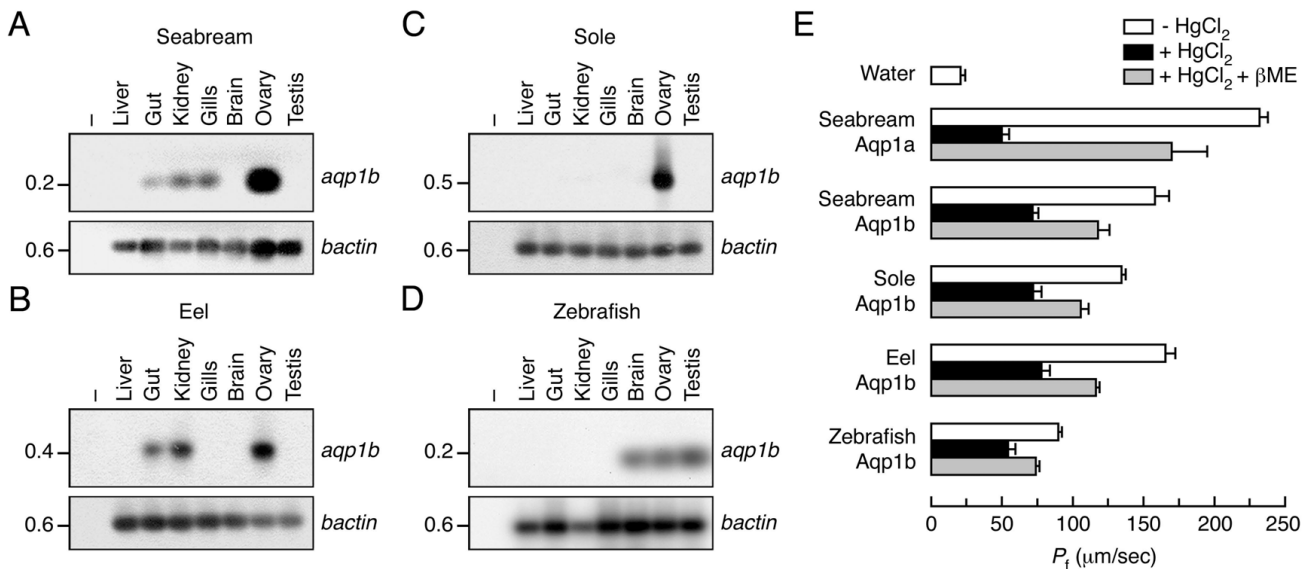 A
Seabream
–
Liver
Gut
Kidney
Gills
Brain
Ovary
Testis
0.2
aqp1b
0.6
bactin
B
Eel
–
Liver
Gut
Kidney
Gills
Brain
Ovary
Testis
0.4
aqp1b
0.6
bactin
C
Sole
–
Liver
Gut
Kidney
Gills
Brain
Ovary
Testis
0.5
aqp1b
0.6
bactin
D
Zebrafish
–
Liver
Gut
Kidney
Gills
Brain
Ovary
Testis
0.2
aqp1b
0.6
bactin
E
- HgCl2
+ HgCl2
+ HgCl2 + βME
Water
Seabream
Aqp1a
Seabream
Aqp1b
Sole
Aqp1b
Eel
Aqp1b
Zebrafish
Aqp1b
0 50 100 150 200 250
Pf (μm/sec)